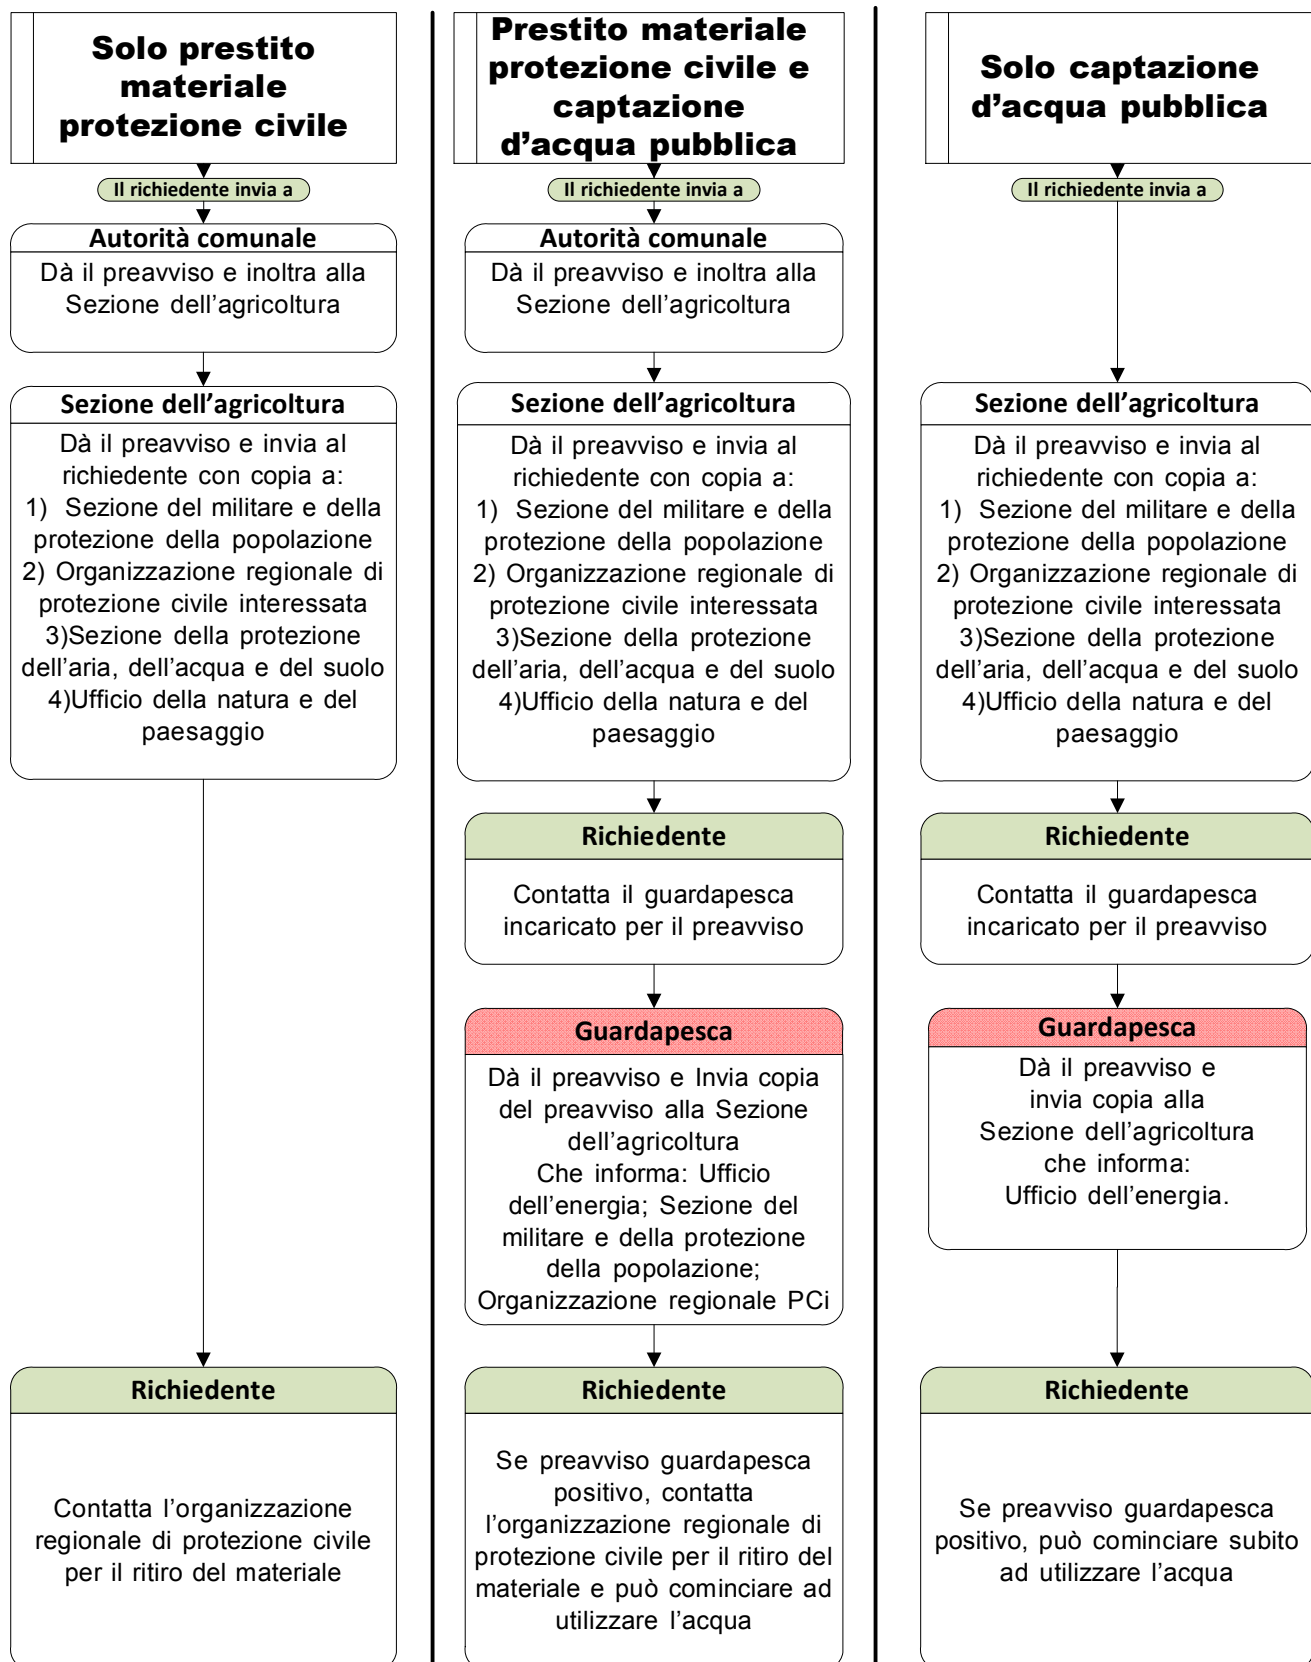 Solo prestito
materiale
protezione civile
Il richiedente invia a
Autorità comunale
Dà il preavviso e inoltra alla
Sezione dell'agricoltura
Sezione dell'agricoltura
Dà il preavviso e invia al
richiedente con copia a:
1) Sezione del militare e della
protezione della popolazione
2) Organizzazione regionale di
protezione civile interessata
3)Sezione della protezione
dell'aria, dell'acqua e del suolo
4)Ufficio della natura e del
paesaggio
Richiedente
Contatta l'organizzazione
regionale di protezione civile
per il ritiro del materiale
Prestito materiale
protezione civile e
captazione
d'acqua pubblica
Il richiedente invia a
Autorità comunale
Dà il preavviso e inoltra alla
Sezione dell'agricoltura
Sezione dell'agricoltura
Dà il preavviso e invia al
richiedente con copia a:
1) Sezione del militare e della
protezione della popolazione
2) Organizzazione regionale di
protezione civile interessata
3)Sezione della protezione
dell'aria, dell'acqua e del suolo
4)Ufficio della natura e del
paesaggio
Richiedente
Contatta il guardapesca
incaricato per il preavviso
Guardapesca
Dà il preavviso e Invia copia
del preavviso alla Sezione
dell'agricoltura
Che informa: Ufficio
dell'energia; Sezione del
militare e della protezione
della popolazione;
Organizzazione regionale PCi
Richiedente
Se preavviso guardapesca
positivo, contatta
l'organizzazione regionale di
protezione civile per il ritiro del
materiale e può cominciare ad
utilizzare l'acqua
Solo captazione
d'acqua pubblica
Il richiedente invia a
Sezione dell'agricoltura
Dà il preavviso e invia al
richiedente con copia a:
1) Sezione del militare e della
protezione della popolazione
2) Organizzazione regionale di
protezione civile interessata
3)Sezione della protezione
dell'aria, dell'acqua e del suolo
4)Ufficio della natura e del
paesaggio
Richiedente
Contatta il guardapesca
incaricato per il preavviso
Guardapesca
Dà il preavviso e
invia copia alla
Sezione dell'agricoltura
che informa:
Ufficio dell'energia.
Richiedente
Se preavviso guardapesca
positivo, può cominciare subito
ad utilizzare l'acqua